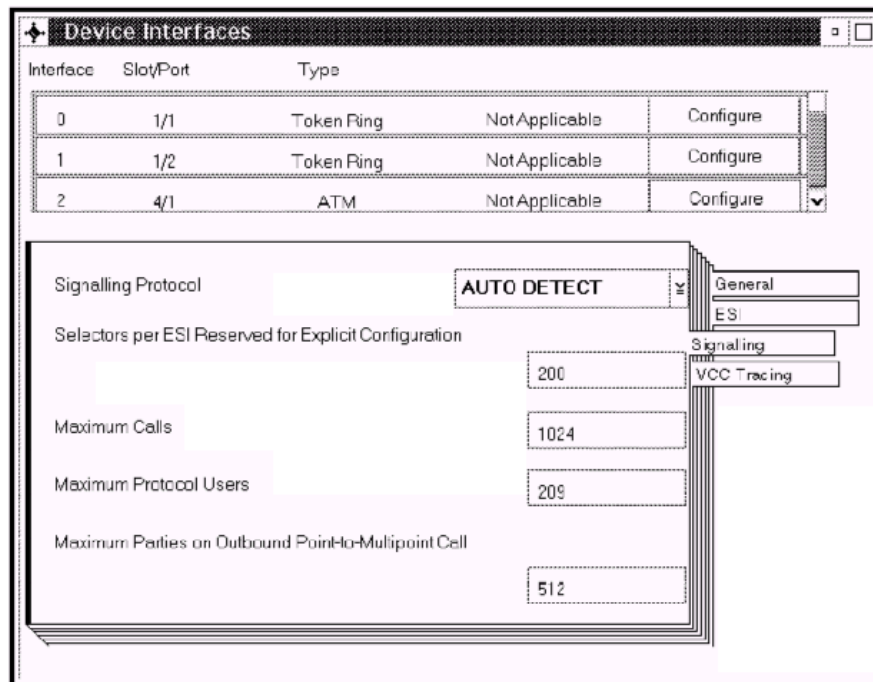 Device Interfaces
Interface Slot/Port Type
0 1/1 Token Ring Not Applicable Configure
1 1/2 Token Ring Not Applicable Configure
2 4/1 ATM Not Applicable Configure
Signalling Protocol AUTO DETECT
General
ESI
Selectors per ESI Reserved for Explicit Configuration
Signalling
200
VCC Tracing
Maximum Calls 1024
Maximum Protocol Users 209
Maximum Parties on Outbound Point-to-Multipoint Call
512